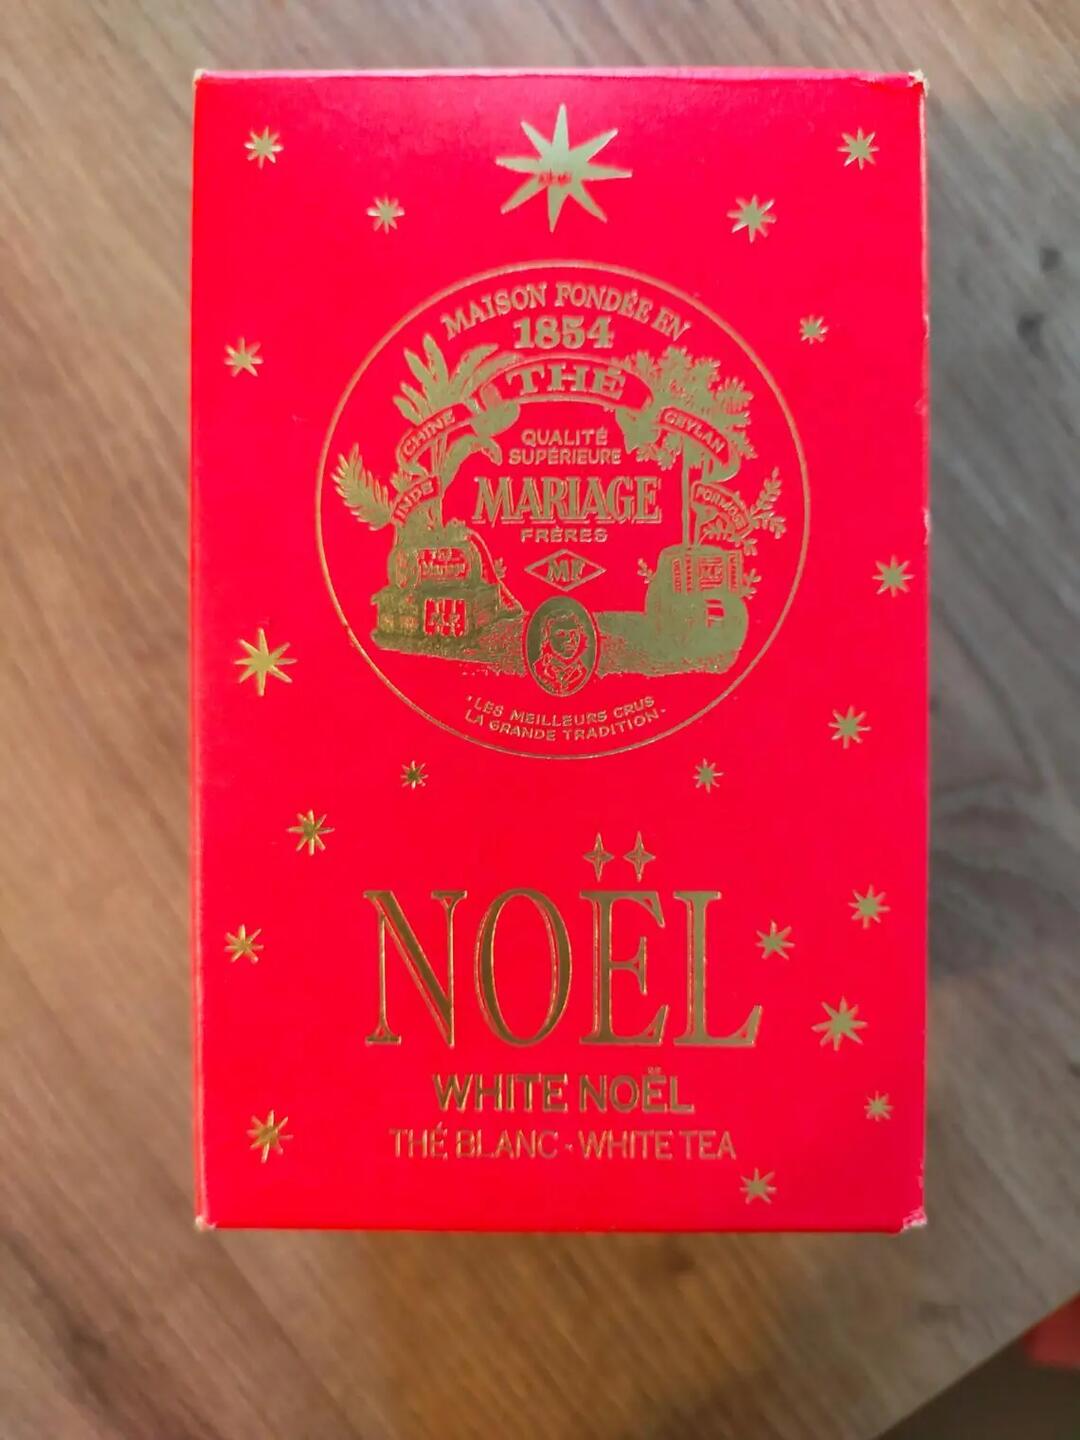 MAISON FONDÉE EN
1854
THÉ
CHINE
CEYLAN
INDE
FORMOSE
QUALITÉ
SUPÉRIEURE
MARIAGE
FRÈRES
MF
·LES MEILLEURS CRUS
LA GRANDE TRADITION·
NOËL
WHITE NOËL
THÉ BLANC - WHITE TEA